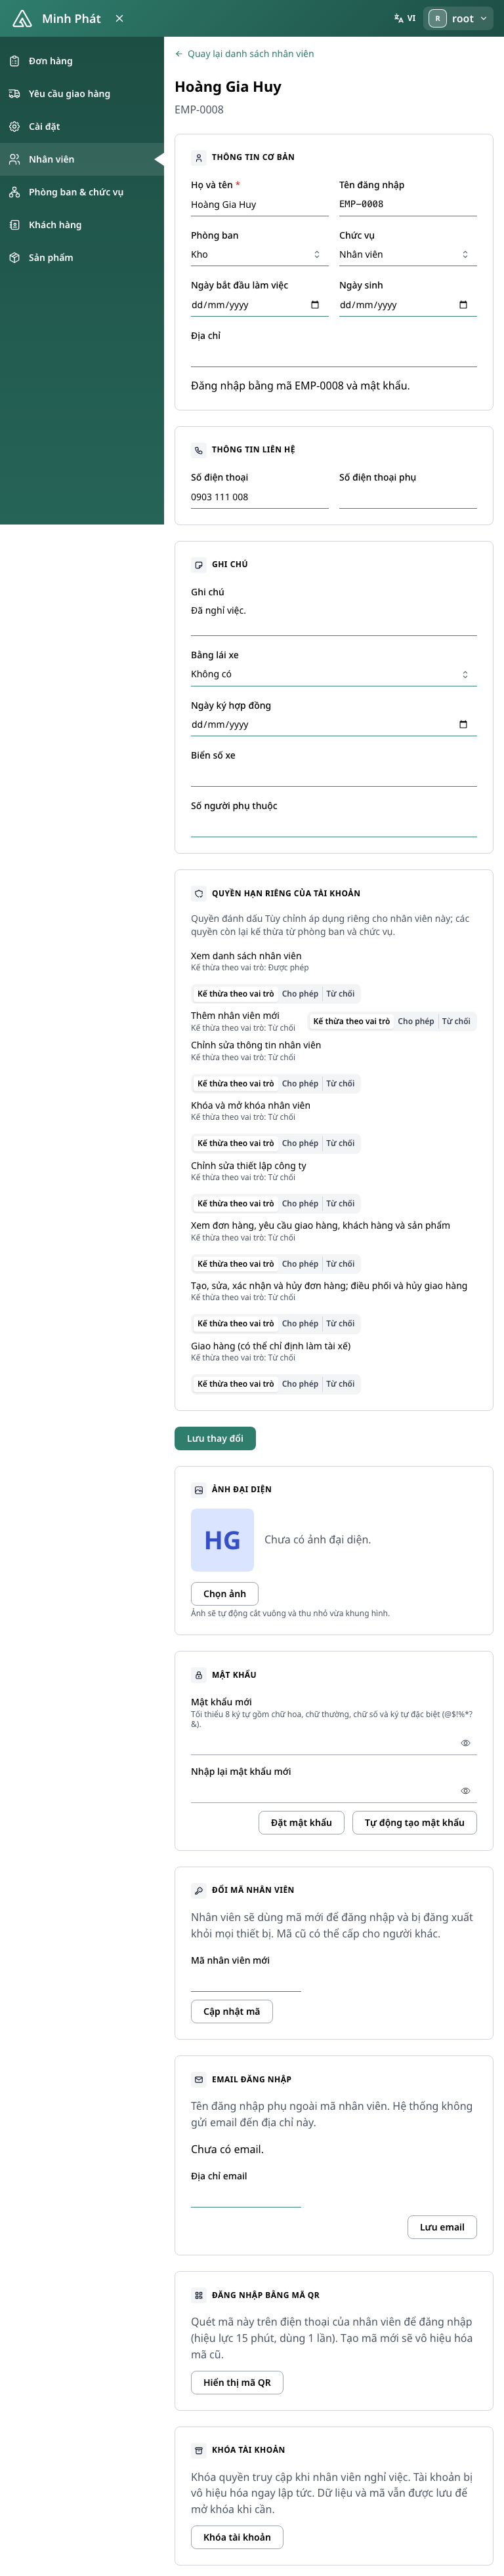 Minh Phát
VI
R
root
Đơn hàng
Yêu cầu giao hàng
Cài đặt
Nhân viên
Phòng ban & chức vụ
Khách hàng
Sản phẩm
Quay lại danh sách nhân viên
Hoàng Gia Huy
EMP-0008
THÔNG TIN CƠ BẢN
Họ và tên *
Tên đăng nhập
Hoàng Gia Huy
EMP-0008
Phòng ban
Chức vụ
Kho
Nhân viên
Ngày bắt đầu làm việc
Ngày sinh
dd/mm/yyyy
dd/mm/yyyy
Địa chỉ
Đăng nhập bằng mã EMP-0008 và mật khẩu.
THÔNG TIN LIÊN HỆ
Số điện thoại
Số điện thoại phụ
0903 111 008
GHI CHÚ
Ghi chú
Đã nghỉ việc.
Bằng lái xe
Không có
Ngày ký hợp đồng
dd/mm/yyyy
Biển số xe
Số người phụ thuộc
QUYỀN HẠN RIÊNG CỦA TÀI KHOẢN
Quyền đánh dấu Tùy chỉnh áp dụng riêng cho nhân viên này; các
quyền còn lại kế thừa từ phòng ban và chức vụ.
Xem danh sách nhân viên
Kế thừa theo vai trò: Được phép
Kế thừa theo vai trò Cho phép Từ chối
Thêm nhân viên mới
Kế thừa theo vai trò: Từ chối
Kế thừa theo vai trò Cho phép Từ chối
Chỉnh sửa thông tin nhân viên
Kế thừa theo vai trò: Từ chối
Kế thừa theo vai trò Cho phép Từ chối
Khóa và mở khóa nhân viên
Kế thừa theo vai trò: Từ chối
Kế thừa theo vai trò Cho phép Từ chối
Chỉnh sửa thiết lập công ty
Kế thừa theo vai trò: Từ chối
Kế thừa theo vai trò Cho phép Từ chối
Xem đơn hàng, yêu cầu giao hàng, khách hàng và sản phẩm
Kế thừa theo vai trò: Từ chối
Kế thừa theo vai trò Cho phép Từ chối
Tạo, sửa, xác nhận và hủy đơn hàng; điều phối và hủy giao hàng
Kế thừa theo vai trò: Từ chối
Kế thừa theo vai trò Cho phép Từ chối
Giao hàng (có thể chỉ định làm tài xế)
Kế thừa theo vai trò: Từ chối
Kế thừa theo vai trò Cho phép Từ chối
Lưu thay đổi
ẢNH ĐẠI DIỆN
HG
Chưa có ảnh đại diện.
Chọn ảnh
Ảnh sẽ tự động cắt vuông và thu nhỏ vừa khung hình.
MẬT KHẨU
Mật khẩu mới
Tối thiểu 8 ký tự gồm chữ hoa, chữ thường, chữ số và ký tự đặc biệt (@$!%*?
&).
Nhập lại mật khẩu mới
Đặt mật khẩu
Tự động tạo mật khẩu
ĐỔI MÃ NHÂN VIÊN
Nhân viên sẽ dùng mã mới để đăng nhập và bị đăng xuất
khỏi mọi thiết bị. Mã cũ có thể cấp cho người khác.
Mã nhân viên mới
Cập nhật mã
EMAIL ĐĂNG NHẬP
Tên đăng nhập phụ ngoài mã nhân viên. Hệ thống không
gửi email đến địa chỉ này.
Chưa có email.
Địa chỉ email
Lưu email
ĐĂNG NHẬP BẰNG MÃ QR
Quét mã này trên điện thoại của nhân viên để đăng nhập
(hiệu lực 15 phút, dùng 1 lần). Tạo mã mới sẽ vô hiệu hóa
mã cũ.
Hiển thị mã QR
KHÓA TÀI KHOẢN
Khóa quyền truy cập khi nhân viên nghỉ việc. Tài khoản bị
vô hiệu hóa ngay lập tức. Dữ liệu và mã vẫn được lưu để
mở khóa khi cần.
Khóa tài khoản